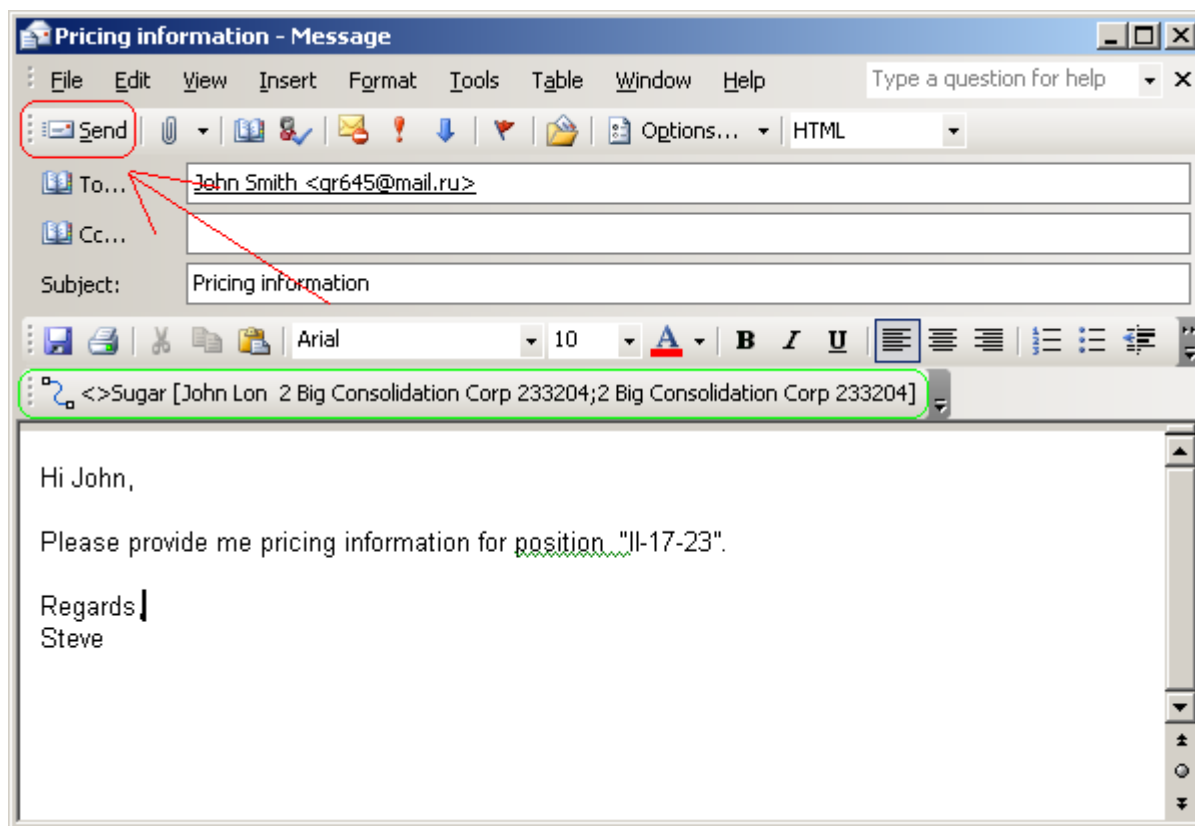 Pricing information - Message
File Edit View Insert Format Tools Table Window Help Type a question for help
Send Options... HTML
To... John Smith <gr645@mail.ru>
Cc...
Subject: Pricing information
Arial 10 A B I U
<>Sugar [John Lon 2 Big Consolidation Corp 233204;2 Big Consolidation Corp 233204]
Hi John,
Please provide me pricing information for position "II-17-23".
Regards,
Steve